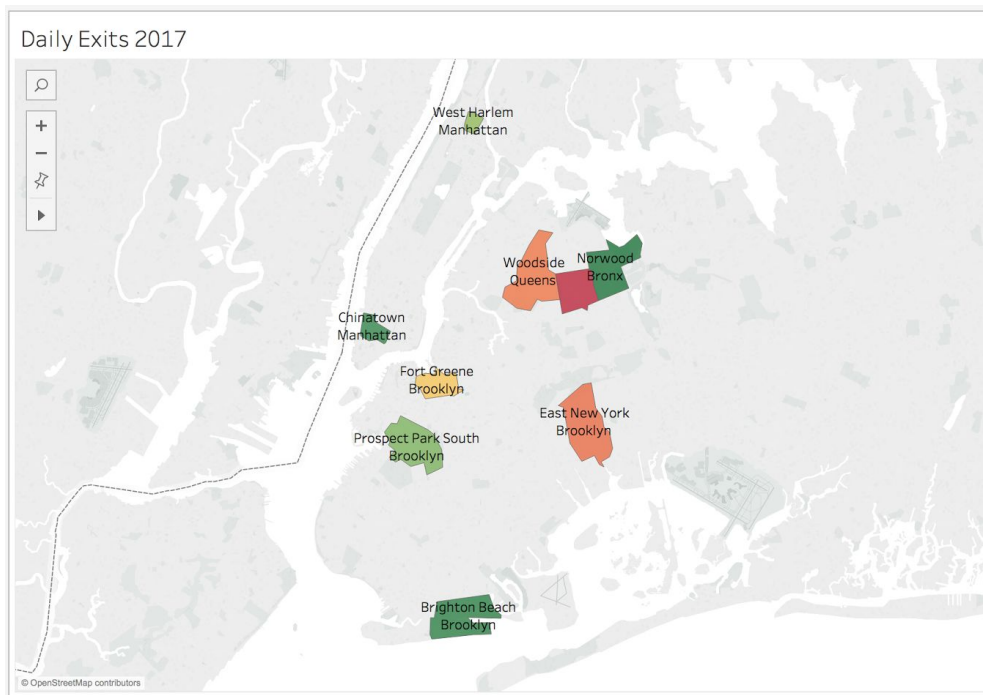 Daily Exits 2017
West Harlem
Manhattan
Woodside
Queens
Norwood
Bronx
Chinatown
Manhattan
Fort Greene
Brooklyn
East New York
Brooklyn
Prospect Park South
Brooklyn
Brighton Beach
Brooklyn
© OpenStreetMap contributors